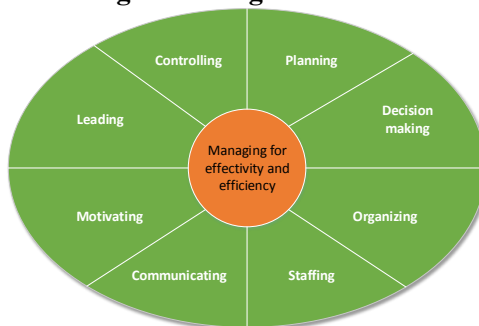 Controlling
Planning
Leading
Decision
making
Managing for
effectivity and
efficiency
Motivating
Organizing
Communicating
Staffing